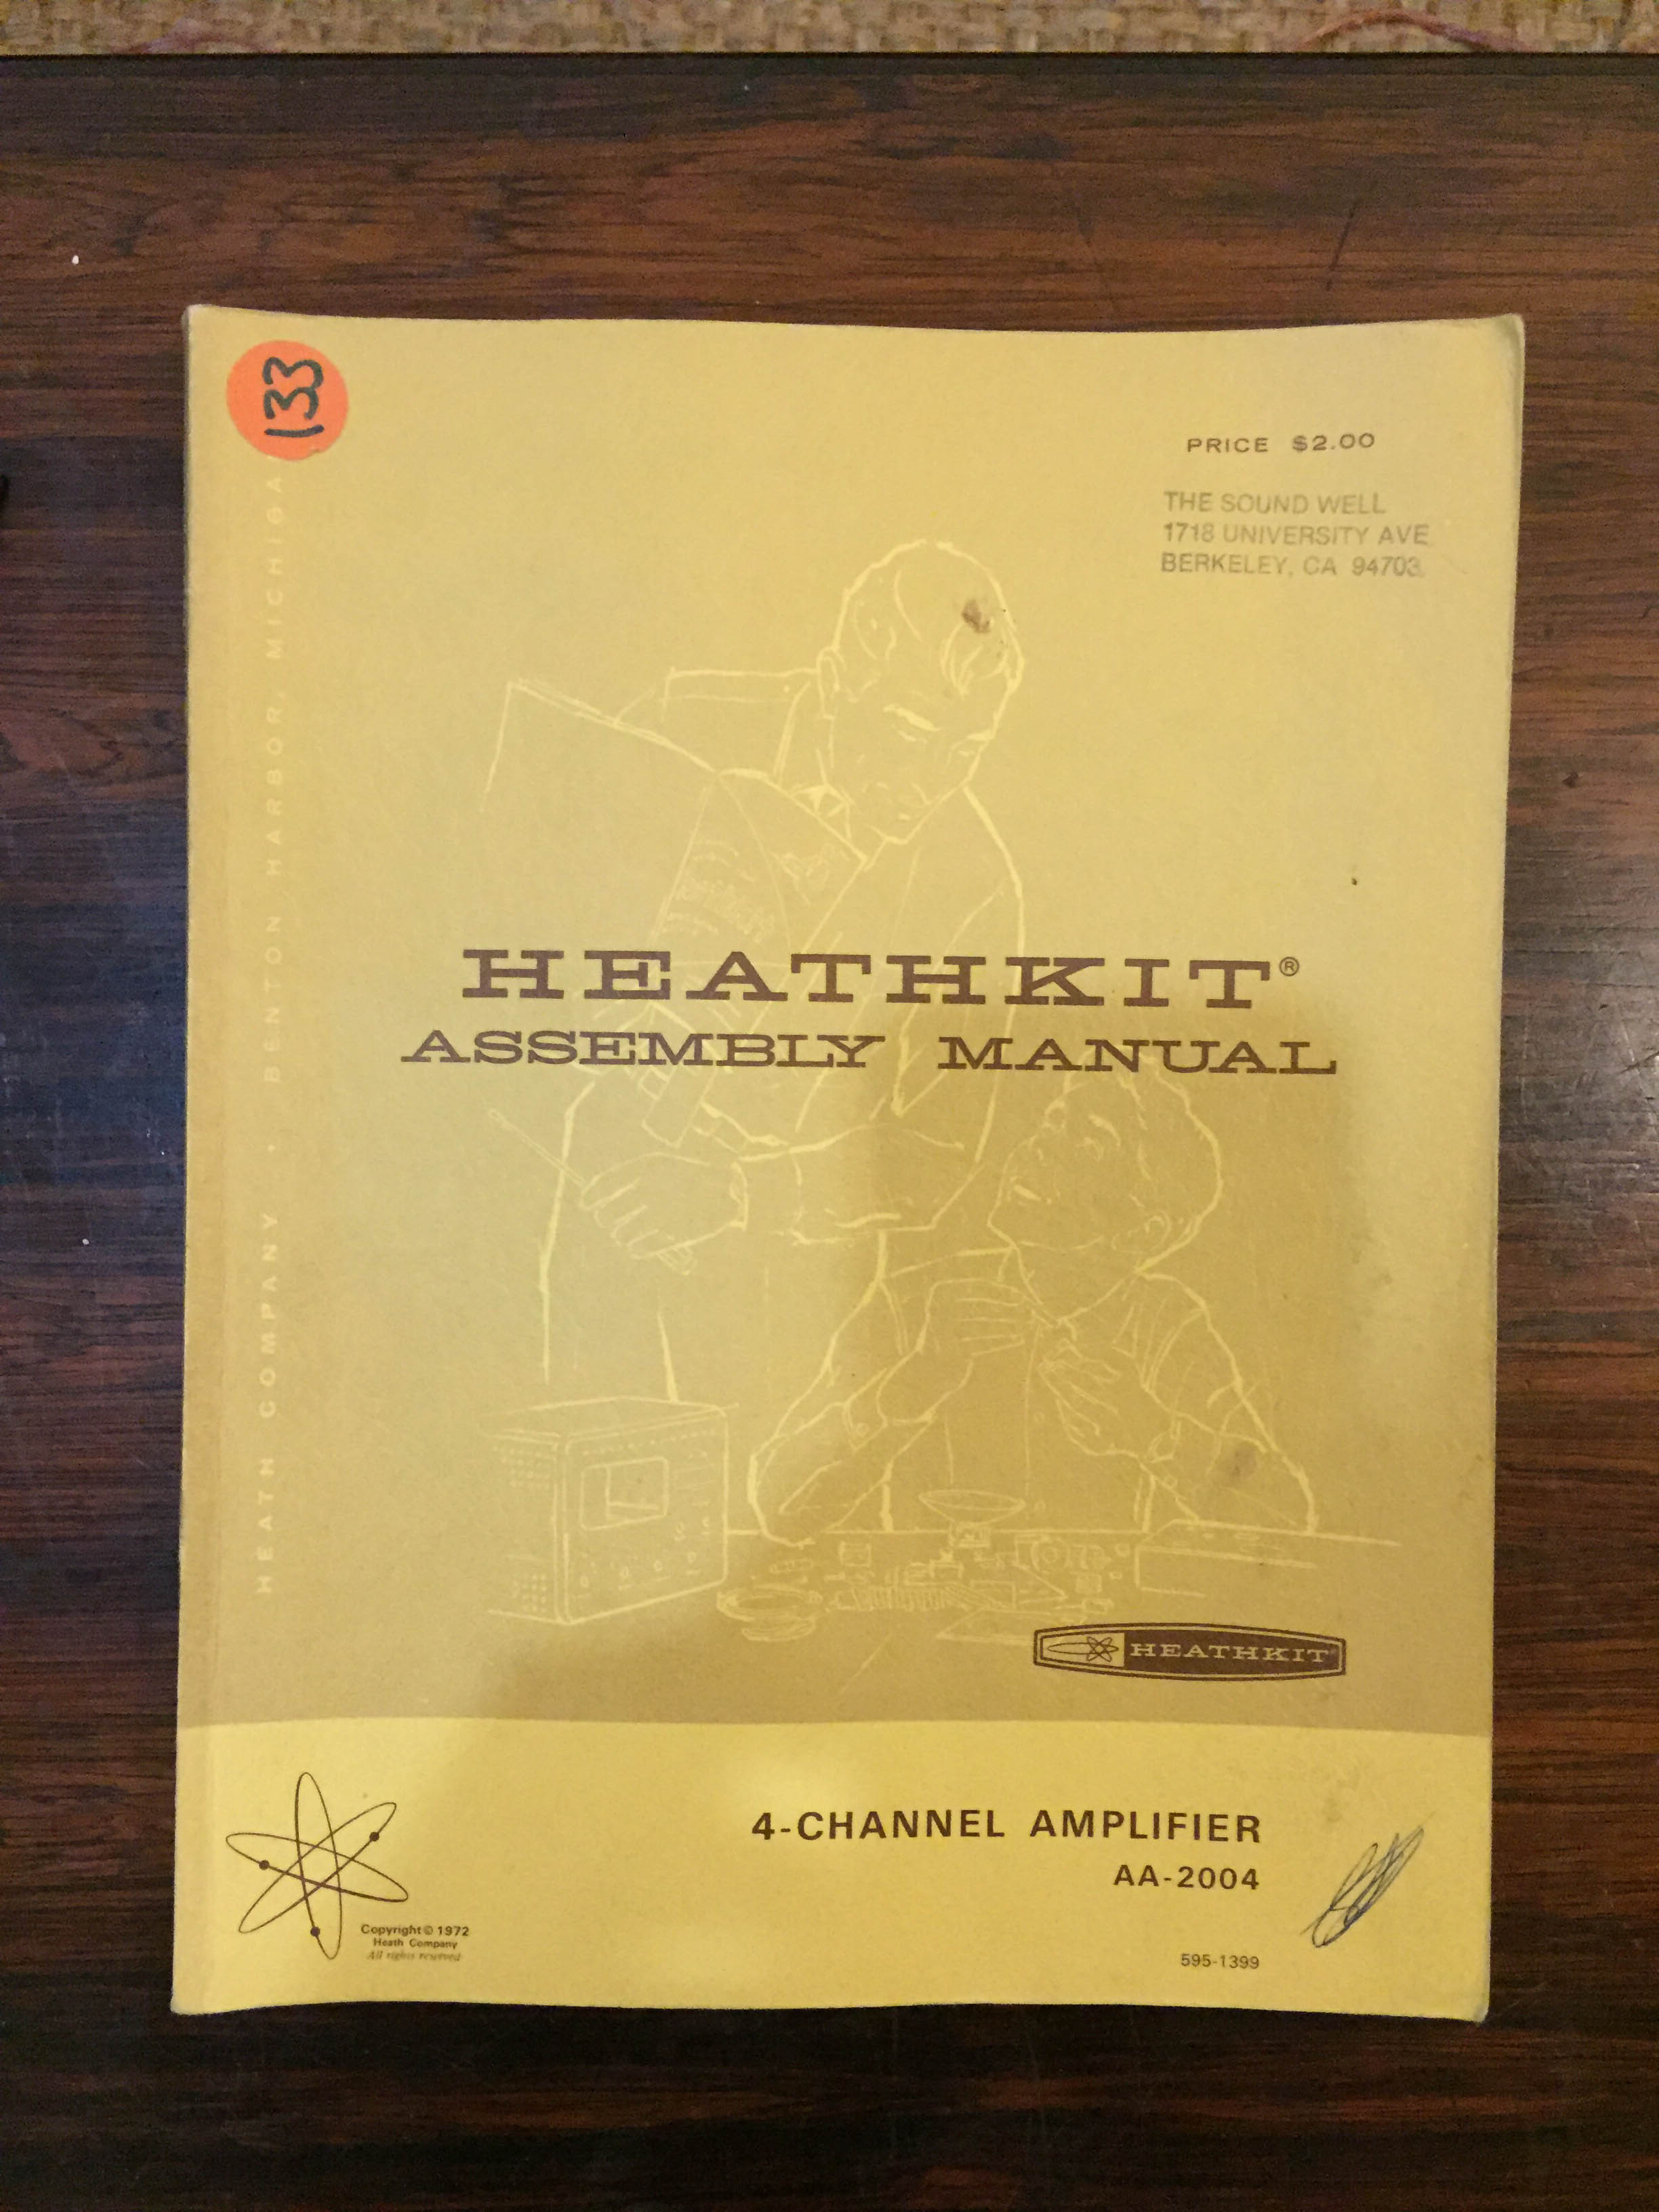 133
PRICE $2.00
THE SOUND WELL
1718 UNIVERSITY AVE
BERKELEY, CA 94703
HEATH COMPANY • BENTON HARBOR, MICHIGA
HEATHKIT®
ASSEMBLY MANUAL
HEATHKIT
4-CHANNEL AMPLIFIER
AA-2004
Copyright © 1972
Heath Company
All rights reserved
595-1399